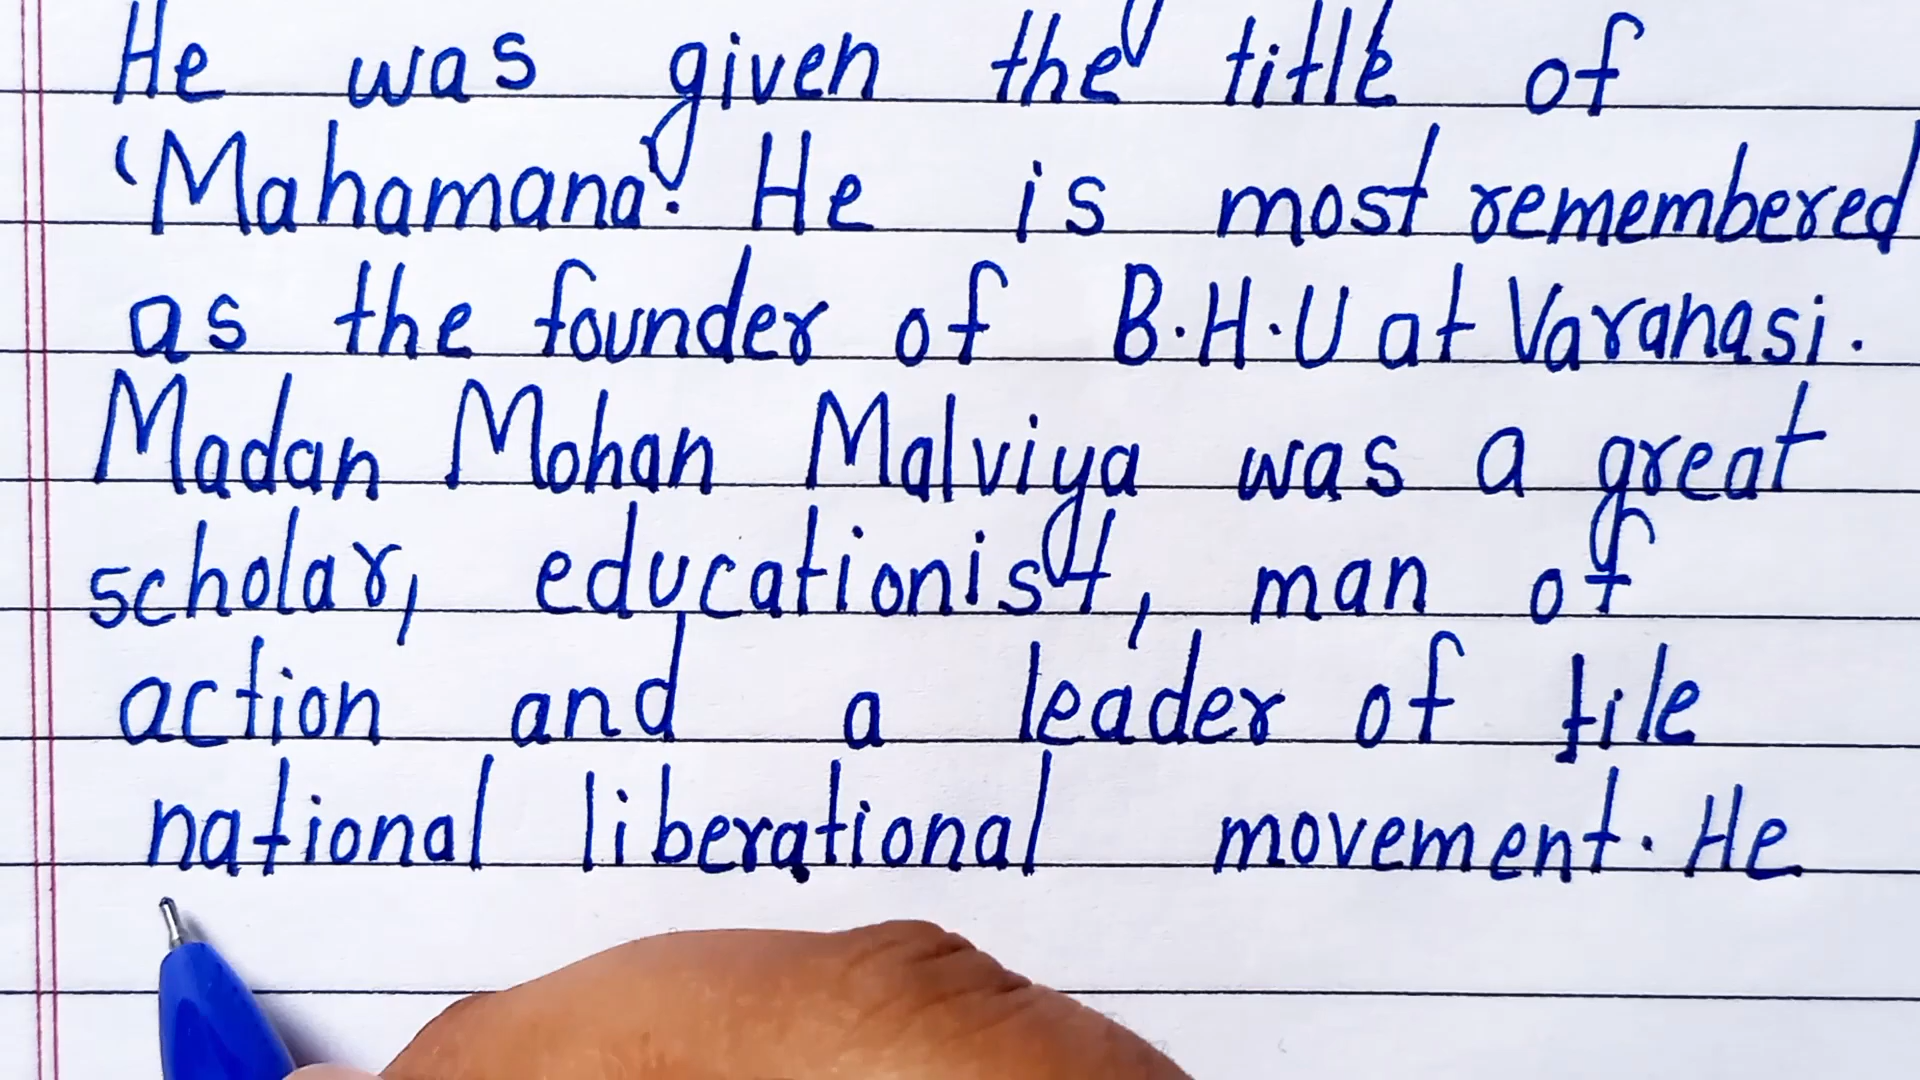 He was given the title of
'Mahamana'. He is most remembered
as the founder of B.H.U at Varanasi.
Madan Mohan Malviya was a great
scholar, educationist, man of
action and a leader of tile
national liberational movement. He